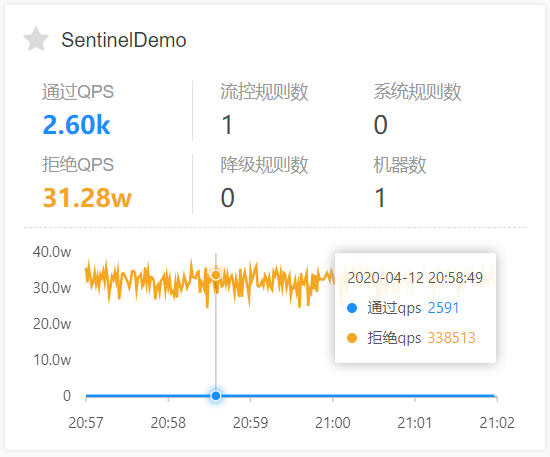 SentinelDemo
通过QPS 流控规则数 系统规则数
2.60k 1 0
拒绝QPS 降级规则数 机器数
31.28w 0 1
40.0w
30.0w
20.0w
10.0w
0
2020-04-12 20:58:49
通过qps 2591
拒绝qps 338513
20:57 20:58 20:59 21:00 21:01 21:02